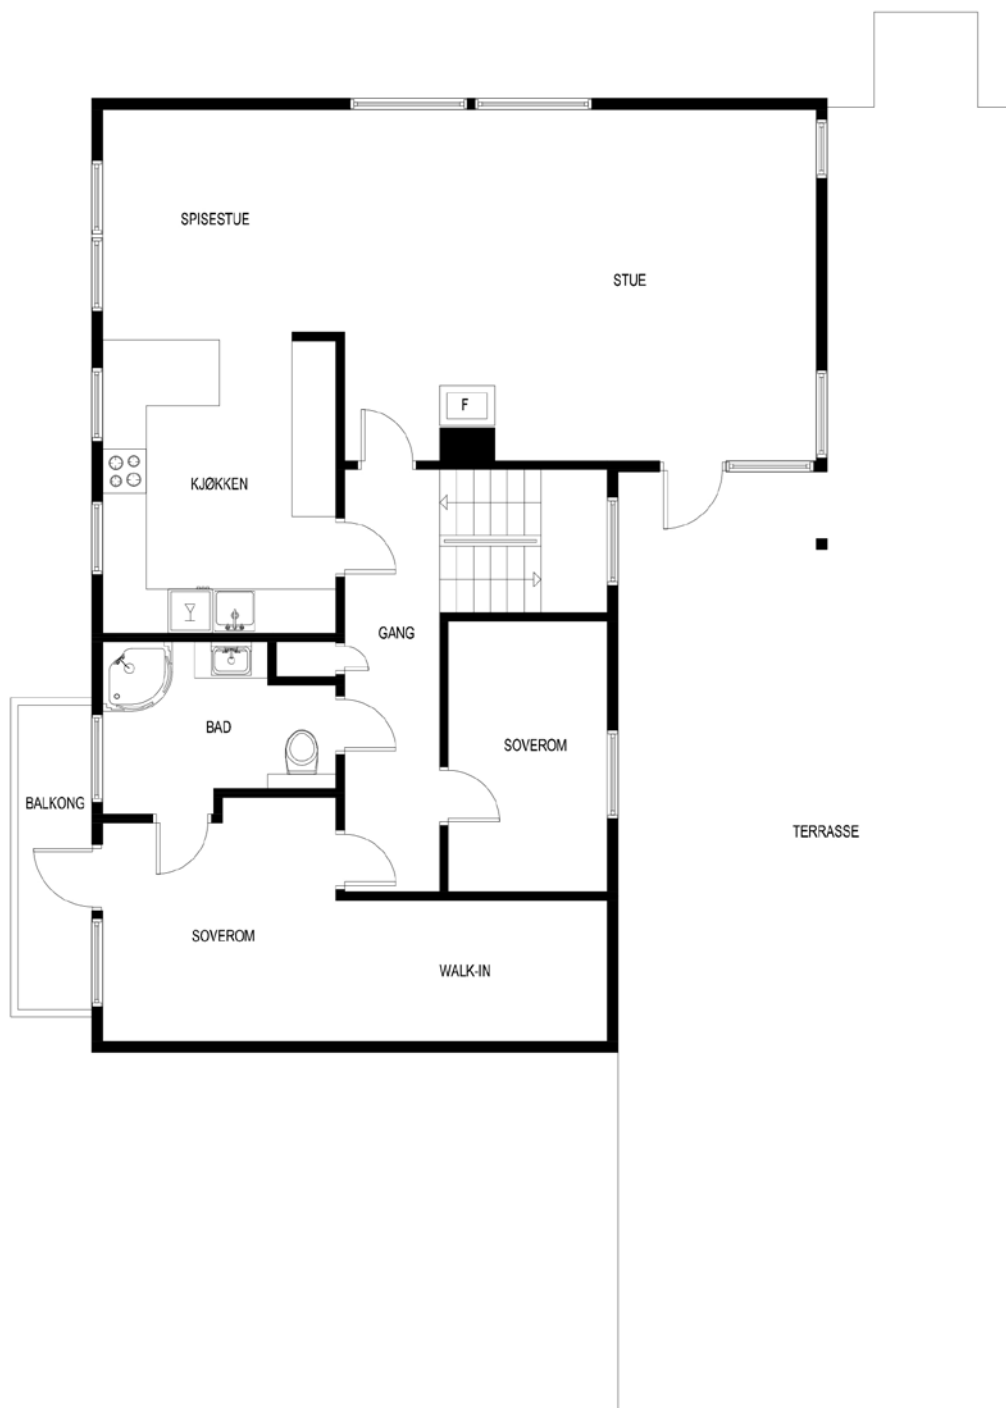 SPISESTUE
STUE
F
KJØKKEN
GANG
BAD
SOVEROM
BALKONG
TERRASSE
SOVEROM
WALK-IN